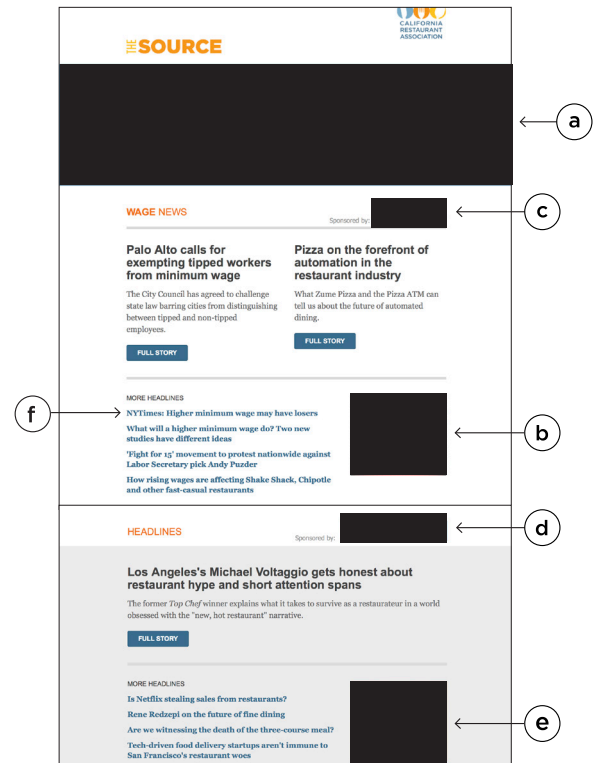 CALIFORNIA
RESTAURANT
ASSOCIATION
THE SOURCE
a
WAGE NEWS
Sponsored by:
c
Palo Alto calls for
exempting tipped workers
from minimum wage
The City Council has agreed to challenge
state law barring cities from distinguishing
between tipped and non-tipped
employees.
FULL STORY
Pizza on the forefront of
automation in the
restaurant industry
What Zume Pizza and the Pizza ATM can
tell us about the future of automated
dining.
FULL STORY
MORE HEADLINES
f
NYTimes: Higher minimum wage may have losers
What will a higher minimum wage do? Two new
studies have different ideas
'Fight for 15' movement to protest nationwide against
Labor Secretary pick Andy Puzder
How rising wages are affecting Shake Shack, Chipotle
and other fast-casual restaurants
b
HEADLINES
Sponsored by:
d
Los Angeles's Michael Voltaggio gets honest about
restaurant hype and short attention spans
The former Top Chef winner explains what it takes to survive as a restaurateur in a world
obsessed with the "new, hot restaurant" narrative.
FULL STORY
MORE HEADLINES
Is Netflix stealing sales from restaurants?
Rene Redzepi on the future of fine dining
Are we witnessing the death of the three-course meal?
Tech-driven food delivery startups aren't immune to
San Francisco's restaurant woes
e